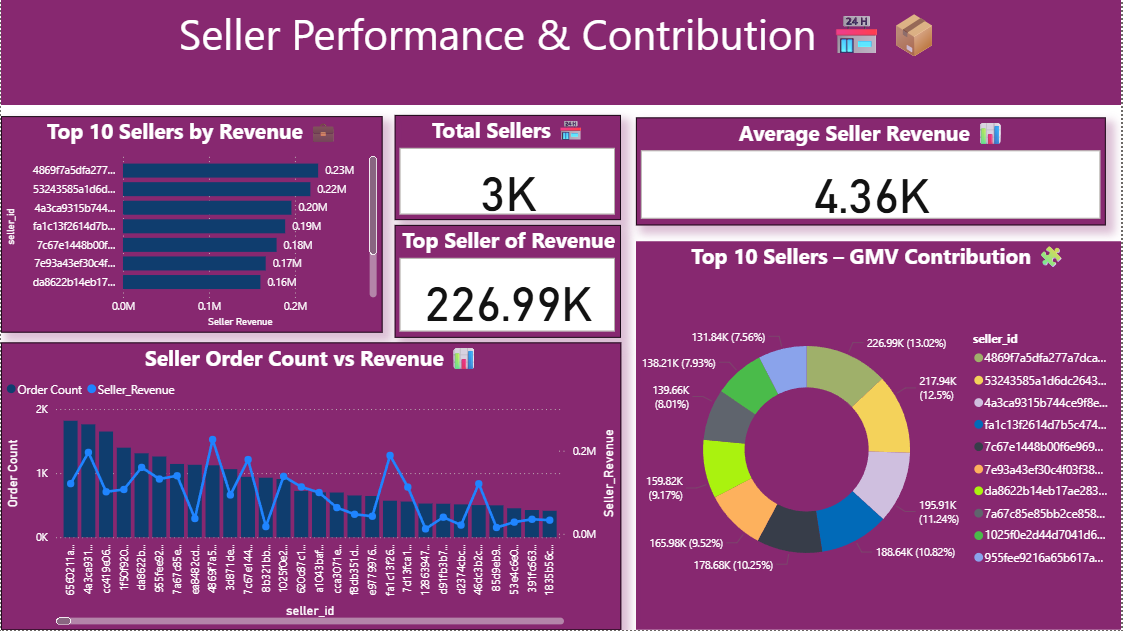 Seller Performance & Contribution
24 H
Top 10 Sellers by Revenue
seller_id
4869f7a5dfa277...
0.23M
53243585a1d6d...
0.22M
4a3ca9315b744...
0.20M
fa1c13f2614d7b...
0.19M
7c67e1448b00f...
0.18M
7e93a43ef30c4f...
0.17M
da8622b14eb17...
0.16M
0.0M 0.1M 0.2M
Seller Revenue
Total Sellers
3K
Top Seller of Revenue
226.99K
Average Seller Revenue
4.36K
Seller Order Count vs Revenue
Order Count Seller_Revenue
Order Count
2K
1K
0K
Seller_Revenue
0.2M
0.0M
6560211a...
4a3ca931...
cc419e06...
1f50f920...
da8622b...
955fee92...
7a67c85e...
ea8482cd...
4869f7a5...
3d871de...
7c67e144...
8b321bb...
1025f0e2...
620c87c1...
a1043baf...
cca3071e...
f8db351d...
e9779976...
fa1c13f26...
7d13fca1...
12863947...
d91fb3b7...
d2374cbc...
46dc3b2c...
85d9eb9...
53e4c6e0...
391fc663...
1835b56c...
seller_id
Top 10 Sellers – GMV Contribution
226.99K (13.02%)
217.94K
(12.5%)
195.91K
(11.24%)
188.64K (10.82%)
178.68K (10.25%)
165.98K (9.52%)
159.82K
(9.17%)
139.66K
(8.01%)
138.21K (7.93%)
131.84K (7.56%)
seller_id
4869f7a5dfa277a7dca...
53243585a1d6dc2643...
4a3ca9315b744ce9f8e...
fa1c13f2614d7b5c474...
7c67e1448b00f6e969...
7e93a43ef30c4f03f38...
da8622b14eb17ae283...
7a67c85e85bb2ce858...
1025f0e2d44d7041d6...
955fee9216a65b617a...